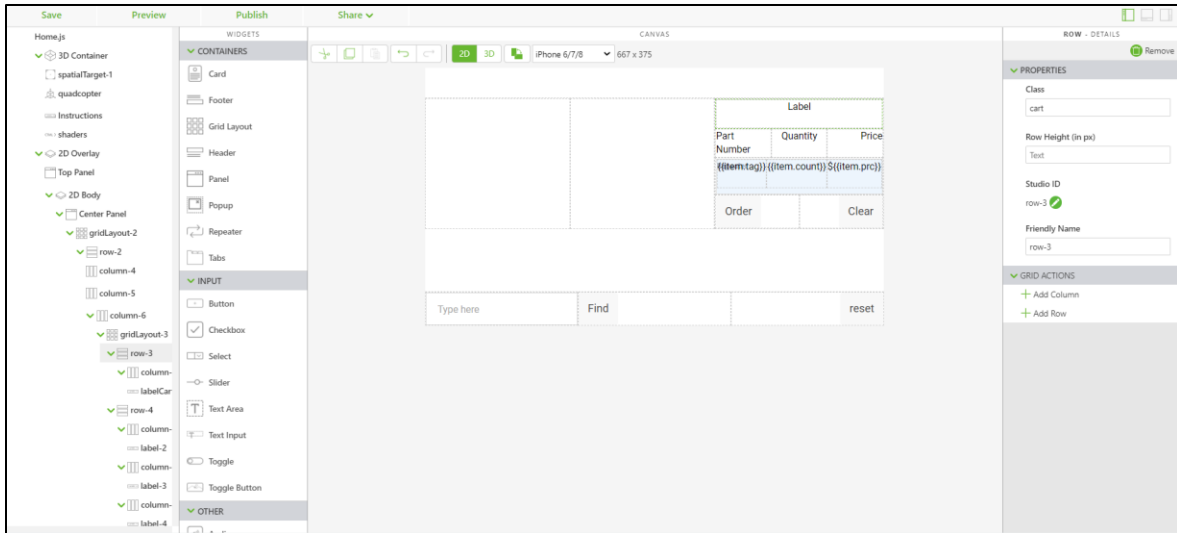 Save Preview Publish Share
Home.js
3D Container
spatialTarget-1
quadcopter
Instructions
shaders
2D Overlay
Top Panel
2D Body
Center Panel
gridLayout-2
row-2
column-4
column-5
column-6
gridLayout-3
row-3
column-
labelCar
row-4
column-
label-2
column-
label-3
column-
label-4
WIDGETS
CONTAINERS
Card
Footer
Grid Layout
Header
Panel
Popup
Repeater
Tabs
INPUT
Button
Checkbox
Select
Slider
Text Area
Text Input
Toggle
Toggle Button
OTHER
CANVAS
2D 3D iPhone 6/7/8 667 x 375
Label
Part Number Quantity Price
{{item.tag}} {{item.count}} ${{item.prc}}
Order Clear
Type here Find reset
ROW - DETAILS
Remove
PROPERTIES
Class
cart
Row Height (in px)
Text
Studio ID
row-3
Friendly Name
row-3
GRID ACTIONS
Add Column
Add Row